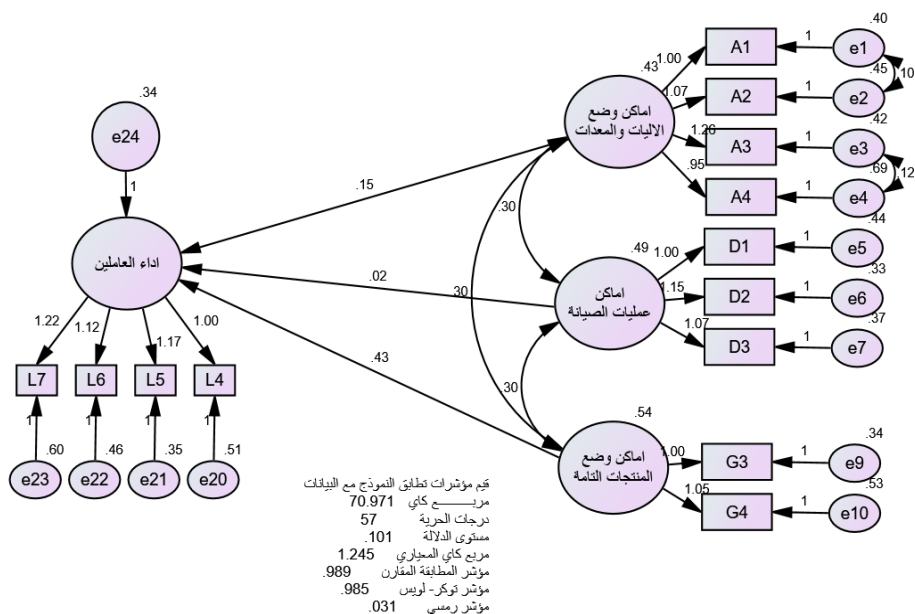 .34
e24
1
اداء العاملين
1.22
1.12
1.17
1.00
L7
L6
L5
L4
1
1
1
1
.60
.46
.35
.51
e23
e22
e21
e20
.15
.02
.43
.30
.30
.30
.43
اماكن وضع
الاليات والمعدات
1.00
1.07
1.26
.95
A1
A2
A3
A4
1
1
1
1
.40
e1
.45
e2
.42
e3
.69
e4
.10
.12
.49
اماكن
عمليات الصيانة
1.00
1.15
1.07
D1
D2
D3
1
1
1
.44
e5
.33
e6
.37
e7
.54
اماكن وضع
المنتجات التامة
1.00
1.05
G3
G4
1
1
.34
e9
.53
e10
قيم مؤشرات تطابق النموذج مع البيانات
مربـــــــع كاي 70.971
درجات الحرية 57
مستوى الدلالة .101
مربع كاي المعياري 1.245
مؤشر المطابقة المقارن .989
مؤشر توكر- لويس .985
مؤشر رمسي .031